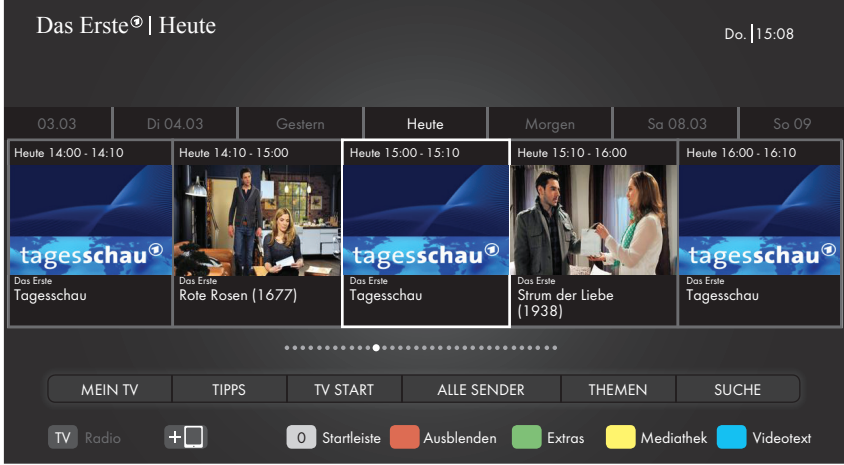 Das Erste | Heute
Do. 15:08
03.03 Di 04.03 Gestern Heute Morgen Sa 08.03 So 09
Heute 14:00 - 14:10 Heute 14:10 - 15:00 Heute 15:00 - 15:10 Heute 15:10 - 16:00 Heute 16:00 - 16:10
tagesschau tagesschau tagesschau
Das Erste Das Erste Das Erste Das Erste Das Erste
Tagesschau Rote Rosen (1677) Tagesschau Strum der Liebe Tagesschau
(1938)
MEIN TV TIPPS TV START ALLE SENDER THEMEN SUCHE
TV Radio + 0 Startleiste Ausblenden Extras Mediathek Videotext